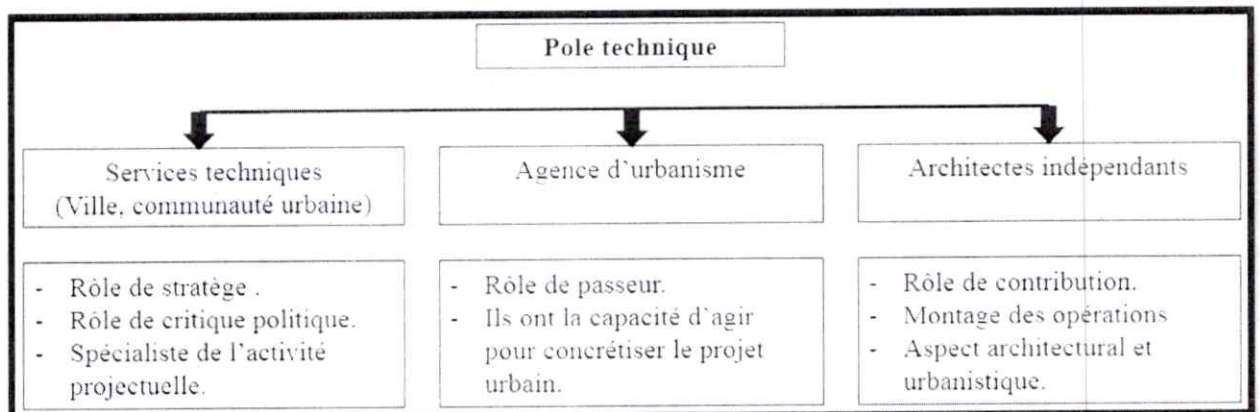 Pole technique
Services techniques
(Ville, communauté urbaine)
Agence d'urbanisme
Architectes indépendants
- Rôle de stratège .
- Rôle de critique politique.
- Spécialiste de l'activité
projectuelle.
- Rôle de passeur.
- Ils ont la capacité d'agir
pour concrétiser le projet
urbain.
- Rôle de contribution.
- Montage des opérations
- Aspect architectural et
urbanistique.